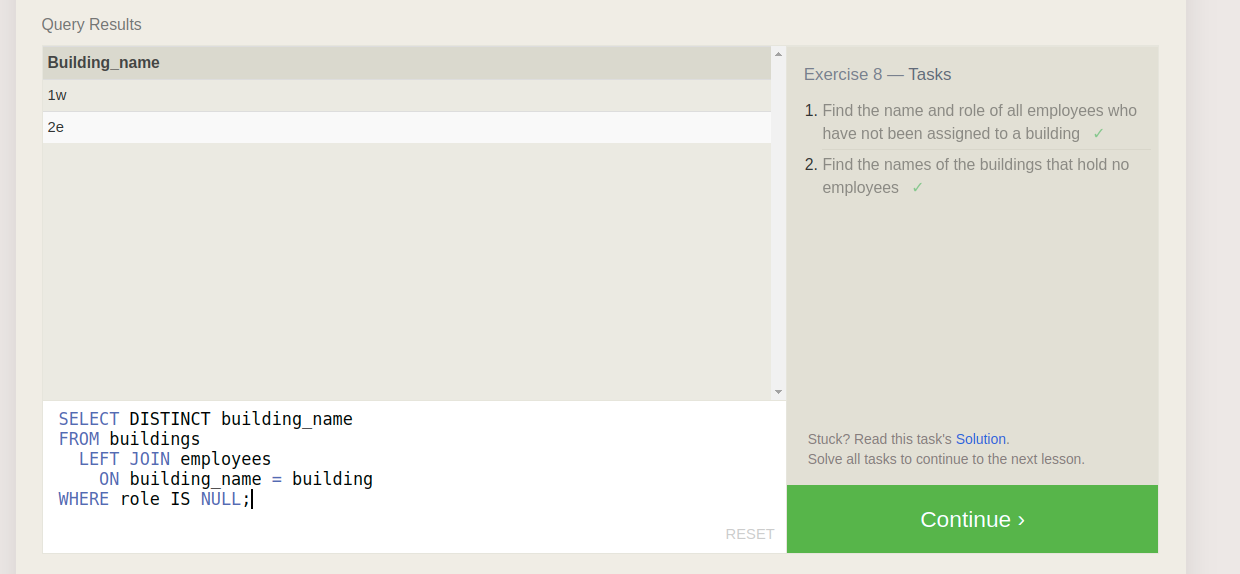 Query Results
Building_name
1w
2e
SELECT DISTINCT building_name
FROM buildings
  LEFT JOIN employees
    ON building_name = building
WHERE role IS NULL;
RESET
Exercise 8 — Tasks
1. Find the name and role of all employees who
have not been assigned to a building ✓
2. Find the names of the buildings that hold no
employees ✓
Stuck? Read this task's Solution.
Solve all tasks to continue to the next lesson.
Continue ›